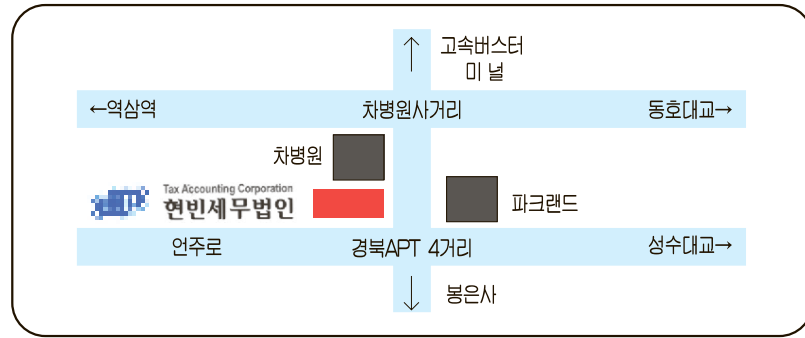 ↑ 고속버스터
미 널
←역삼역 차병원사거리 동호대교→
차병원
Tax Accounting Corporation
현빈세무법인
파크랜드
언주로 경북APT 4거리 성수대교→
↓ 봉은사